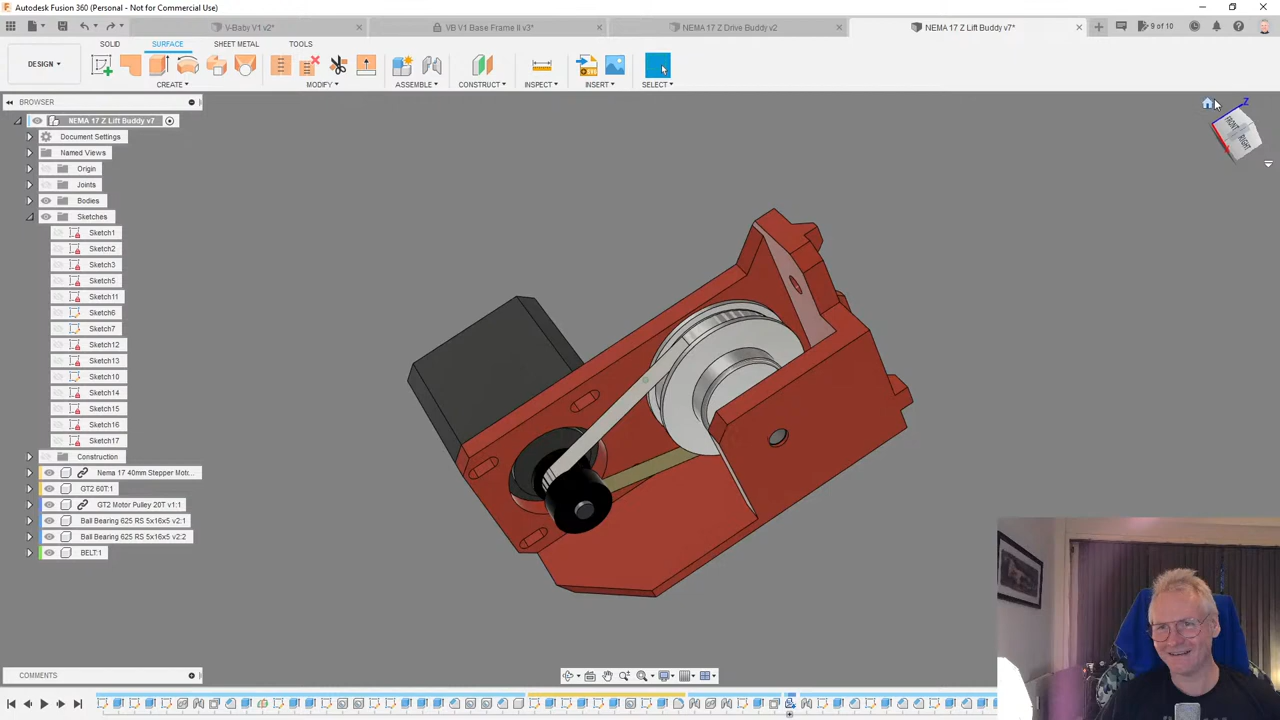 Autodesk Fusion 360 (Personal - Not for Commercial Use)
V-Baby V1 v2*
VB V1 Base Frame II v3*
NEMA 17 Z Drive Buddy v2
NEMA 17 Z Lift Buddy v7*
9 of 10
SOLID
SURFACE
SHEET METAL
TOOLS
DESIGN
CREATE
MODIFY
ASSEMBLE
CONSTRUCT
INSPECT
INSERT
SELECT
BROWSER
NEMA 17 Z Lift Buddy v7
Document Settings
Named Views
Origin
Joints
Bodies
Sketches
Sketch1
Sketch2
Sketch3
Sketch5
Sketch11
Sketch6
Sketch7
Sketch12
Sketch13
Sketch10
Sketch14
Sketch15
Sketch16
Sketch17
Construction
Nema 17 40mm Stepper Motr...
GT2 60T:1
GT2 Motor Pulley 20T v1:1
Ball Bearing 625 RS 5x16x5 v2:1
Ball Bearing 625 RS 5x16x5 v2:2
BELT:1
Z
FRONT
RIGHT
X
COMMENTS